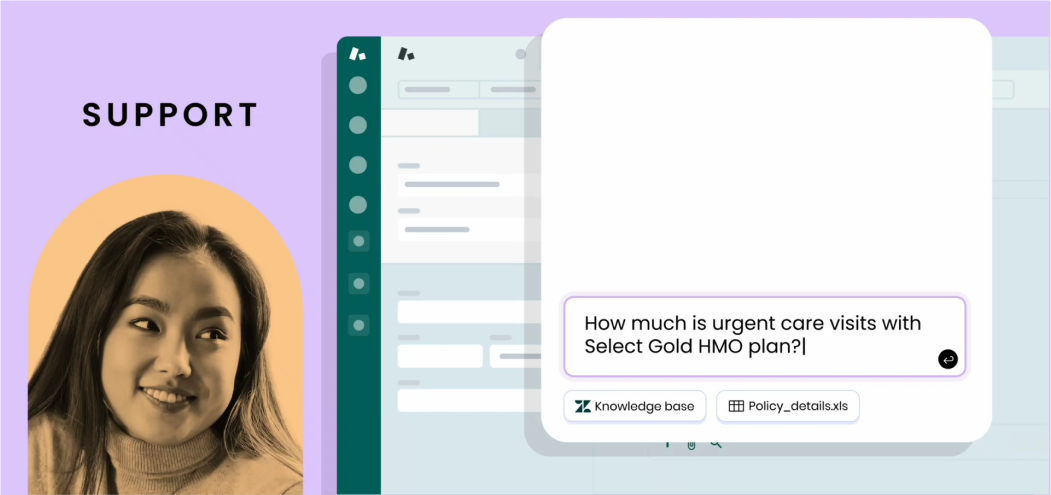 SUPPORT
How much is urgent care visits with
Select Gold HMO plan?
Knowledge base
Policy_details.xls